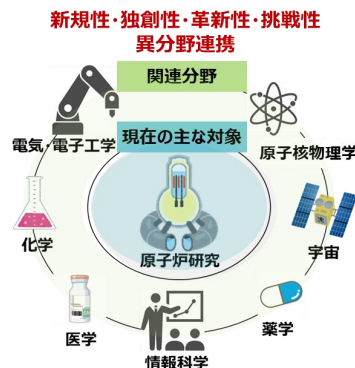 新規性・独創性・革新性・挑戦性
異分野連携
関連分野
電気・電子工学
現在の主な対象
原子核物理学
化学
原子炉研究
宇宙
医学
薬学
情報科学